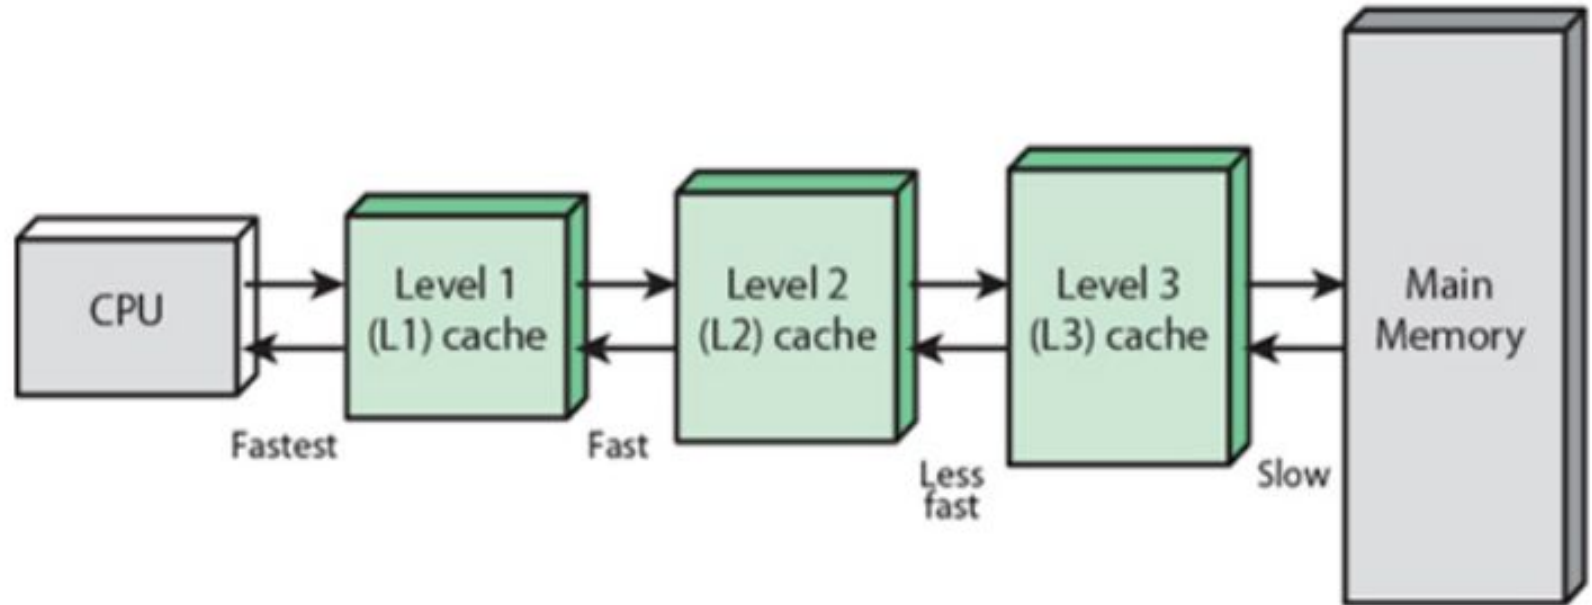 CPU
Level 1
(L1) cache
Level 2
(L2) cache
Level 3
(L3) cache
Main
Memory
Fastest
Fast
Less
fast
Slow